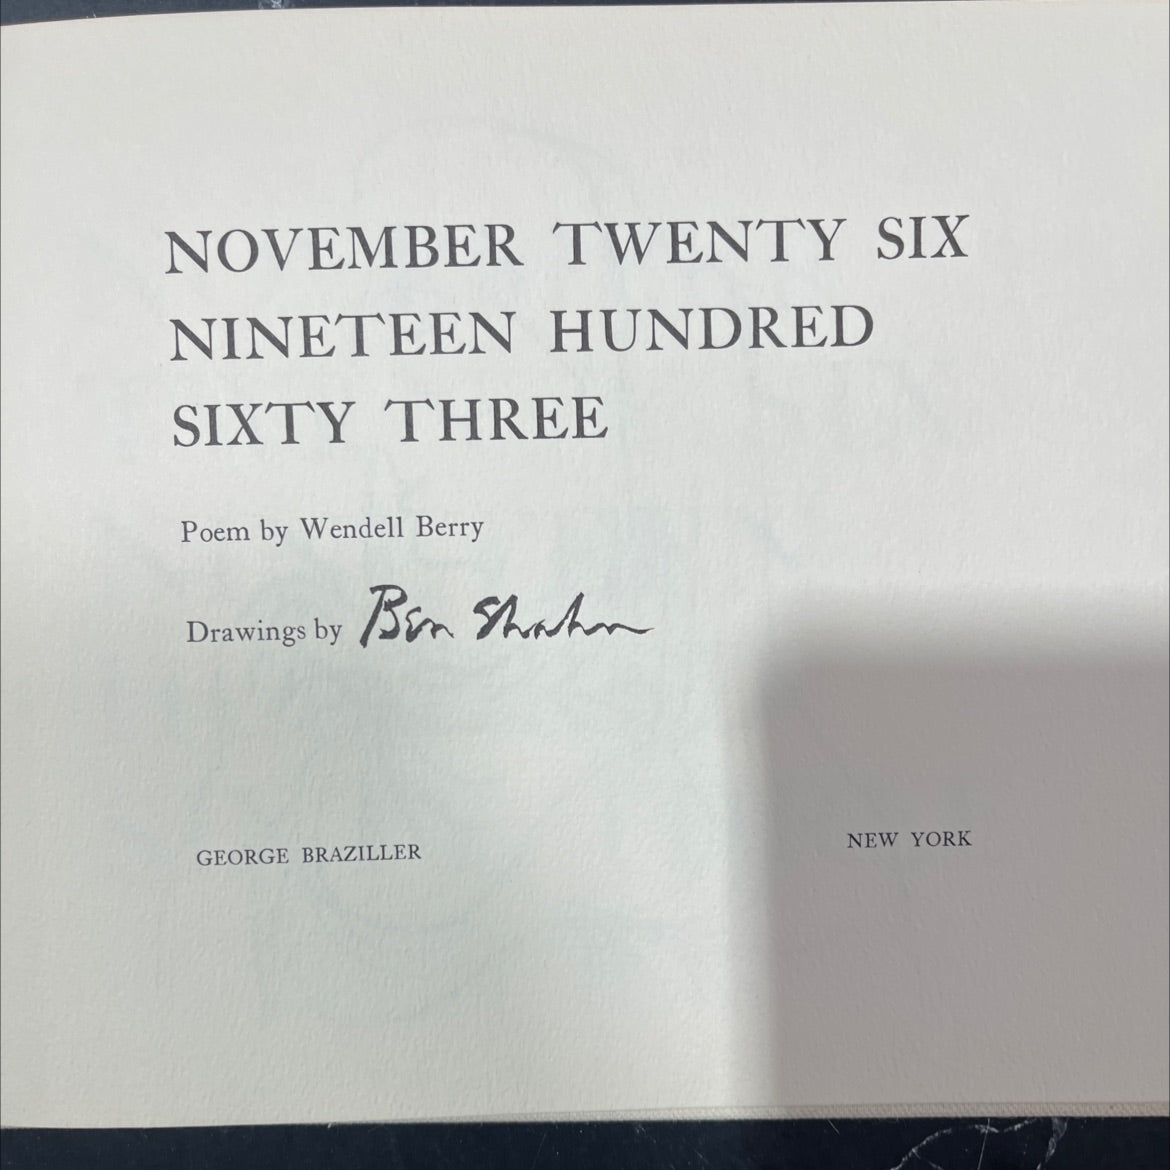 NOVEMBER TWENTY SIX
NINETEEN HUNDRED
SIXTY THREE
Poem by Wendell Berry
Drawings by Ben Shahn
GEORGE BRAZILLER NEW YORK